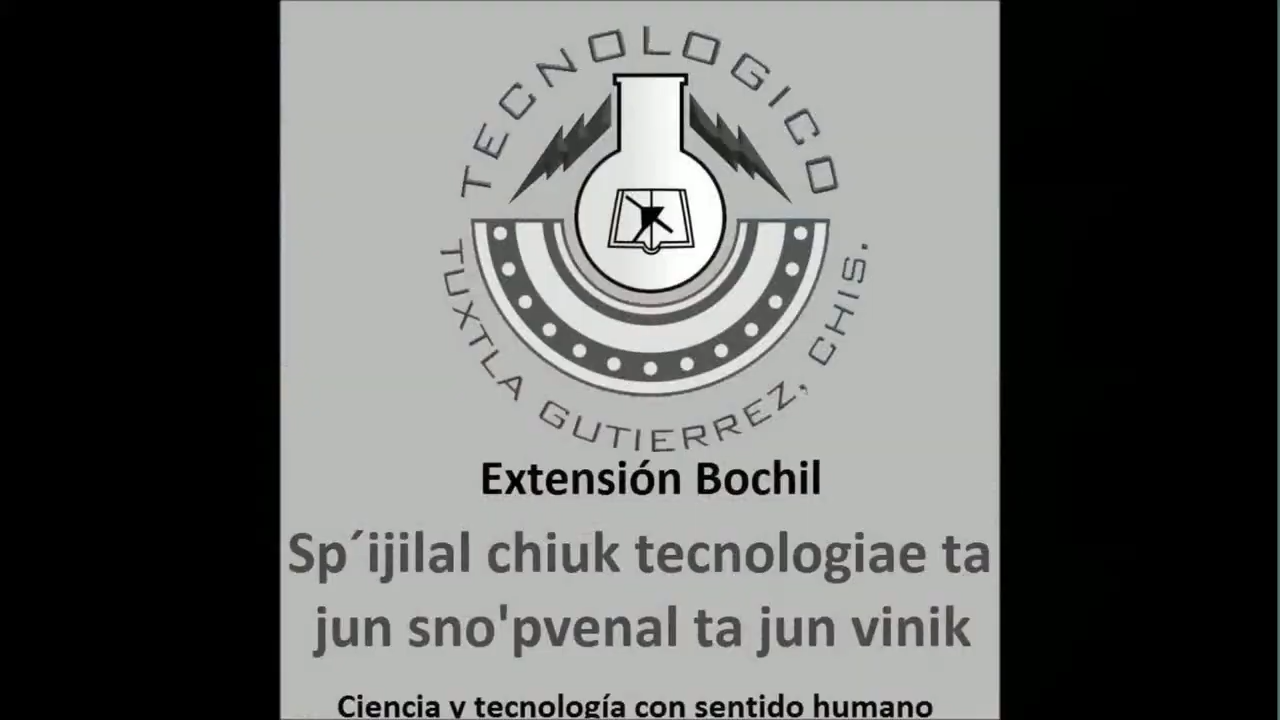 TECNOLOGICO
TUXTLA GUTIERREZ, CHIS.
Extensión Bochil
Sp´ijilal chiuk tecnologiae ta
jun sno'pvenal ta jun vinik
Ciencia y tecnología con sentido humano